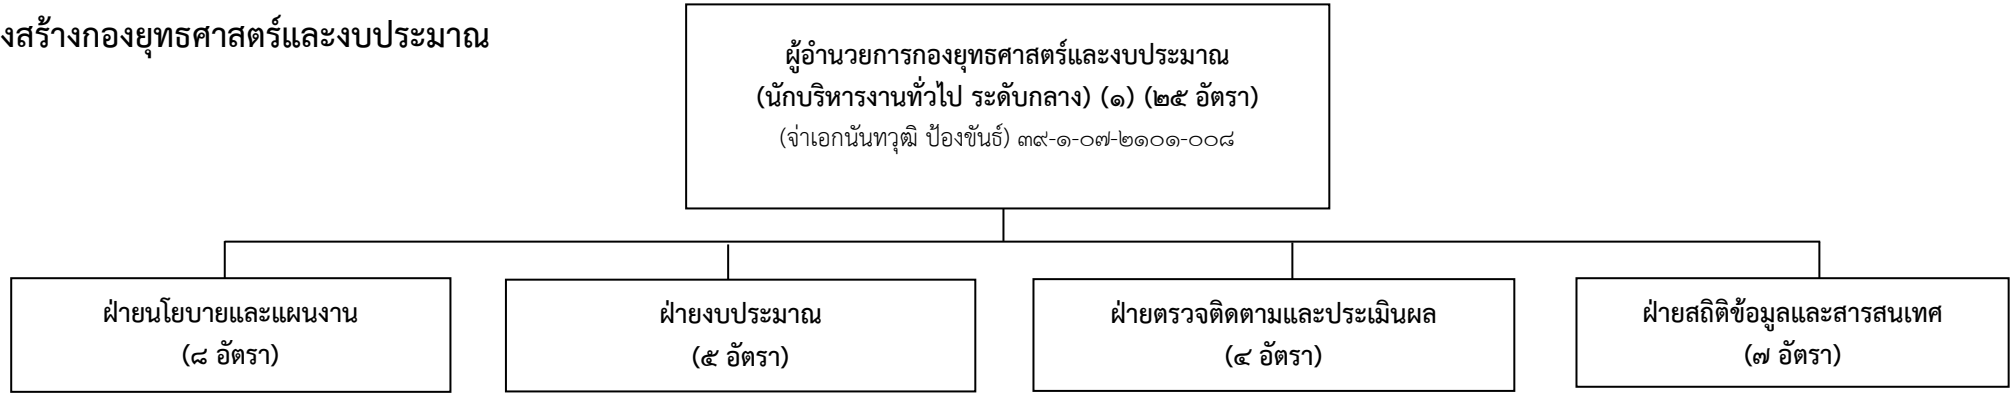 งสร้างกองยุทธศาสตร์และงบประมาณ
ผู้อำนวยการกองยุทธศาสตร์และงบประมาณ
(นักบริหารงานทั่วไป ระดับกลาง) (๑) (๒๕ อัตรา)
(จ่าเอกนันทวุฒิ ป้องขันธ์) ๓๙-๑-๐๗-๒๑๐๑-๐๐๘
ฝ่ายนโยบายและแผนงาน
(๘ อัตรา)
ฝ่ายงบประมาณ
(๕ อัตรา)
ฝ่ายตรวจติดตามและประเมินผล
(๔ อัตรา)
ฝ่ายสถิติข้อมูลและสารสนเทศ
(๗ อัตรา)